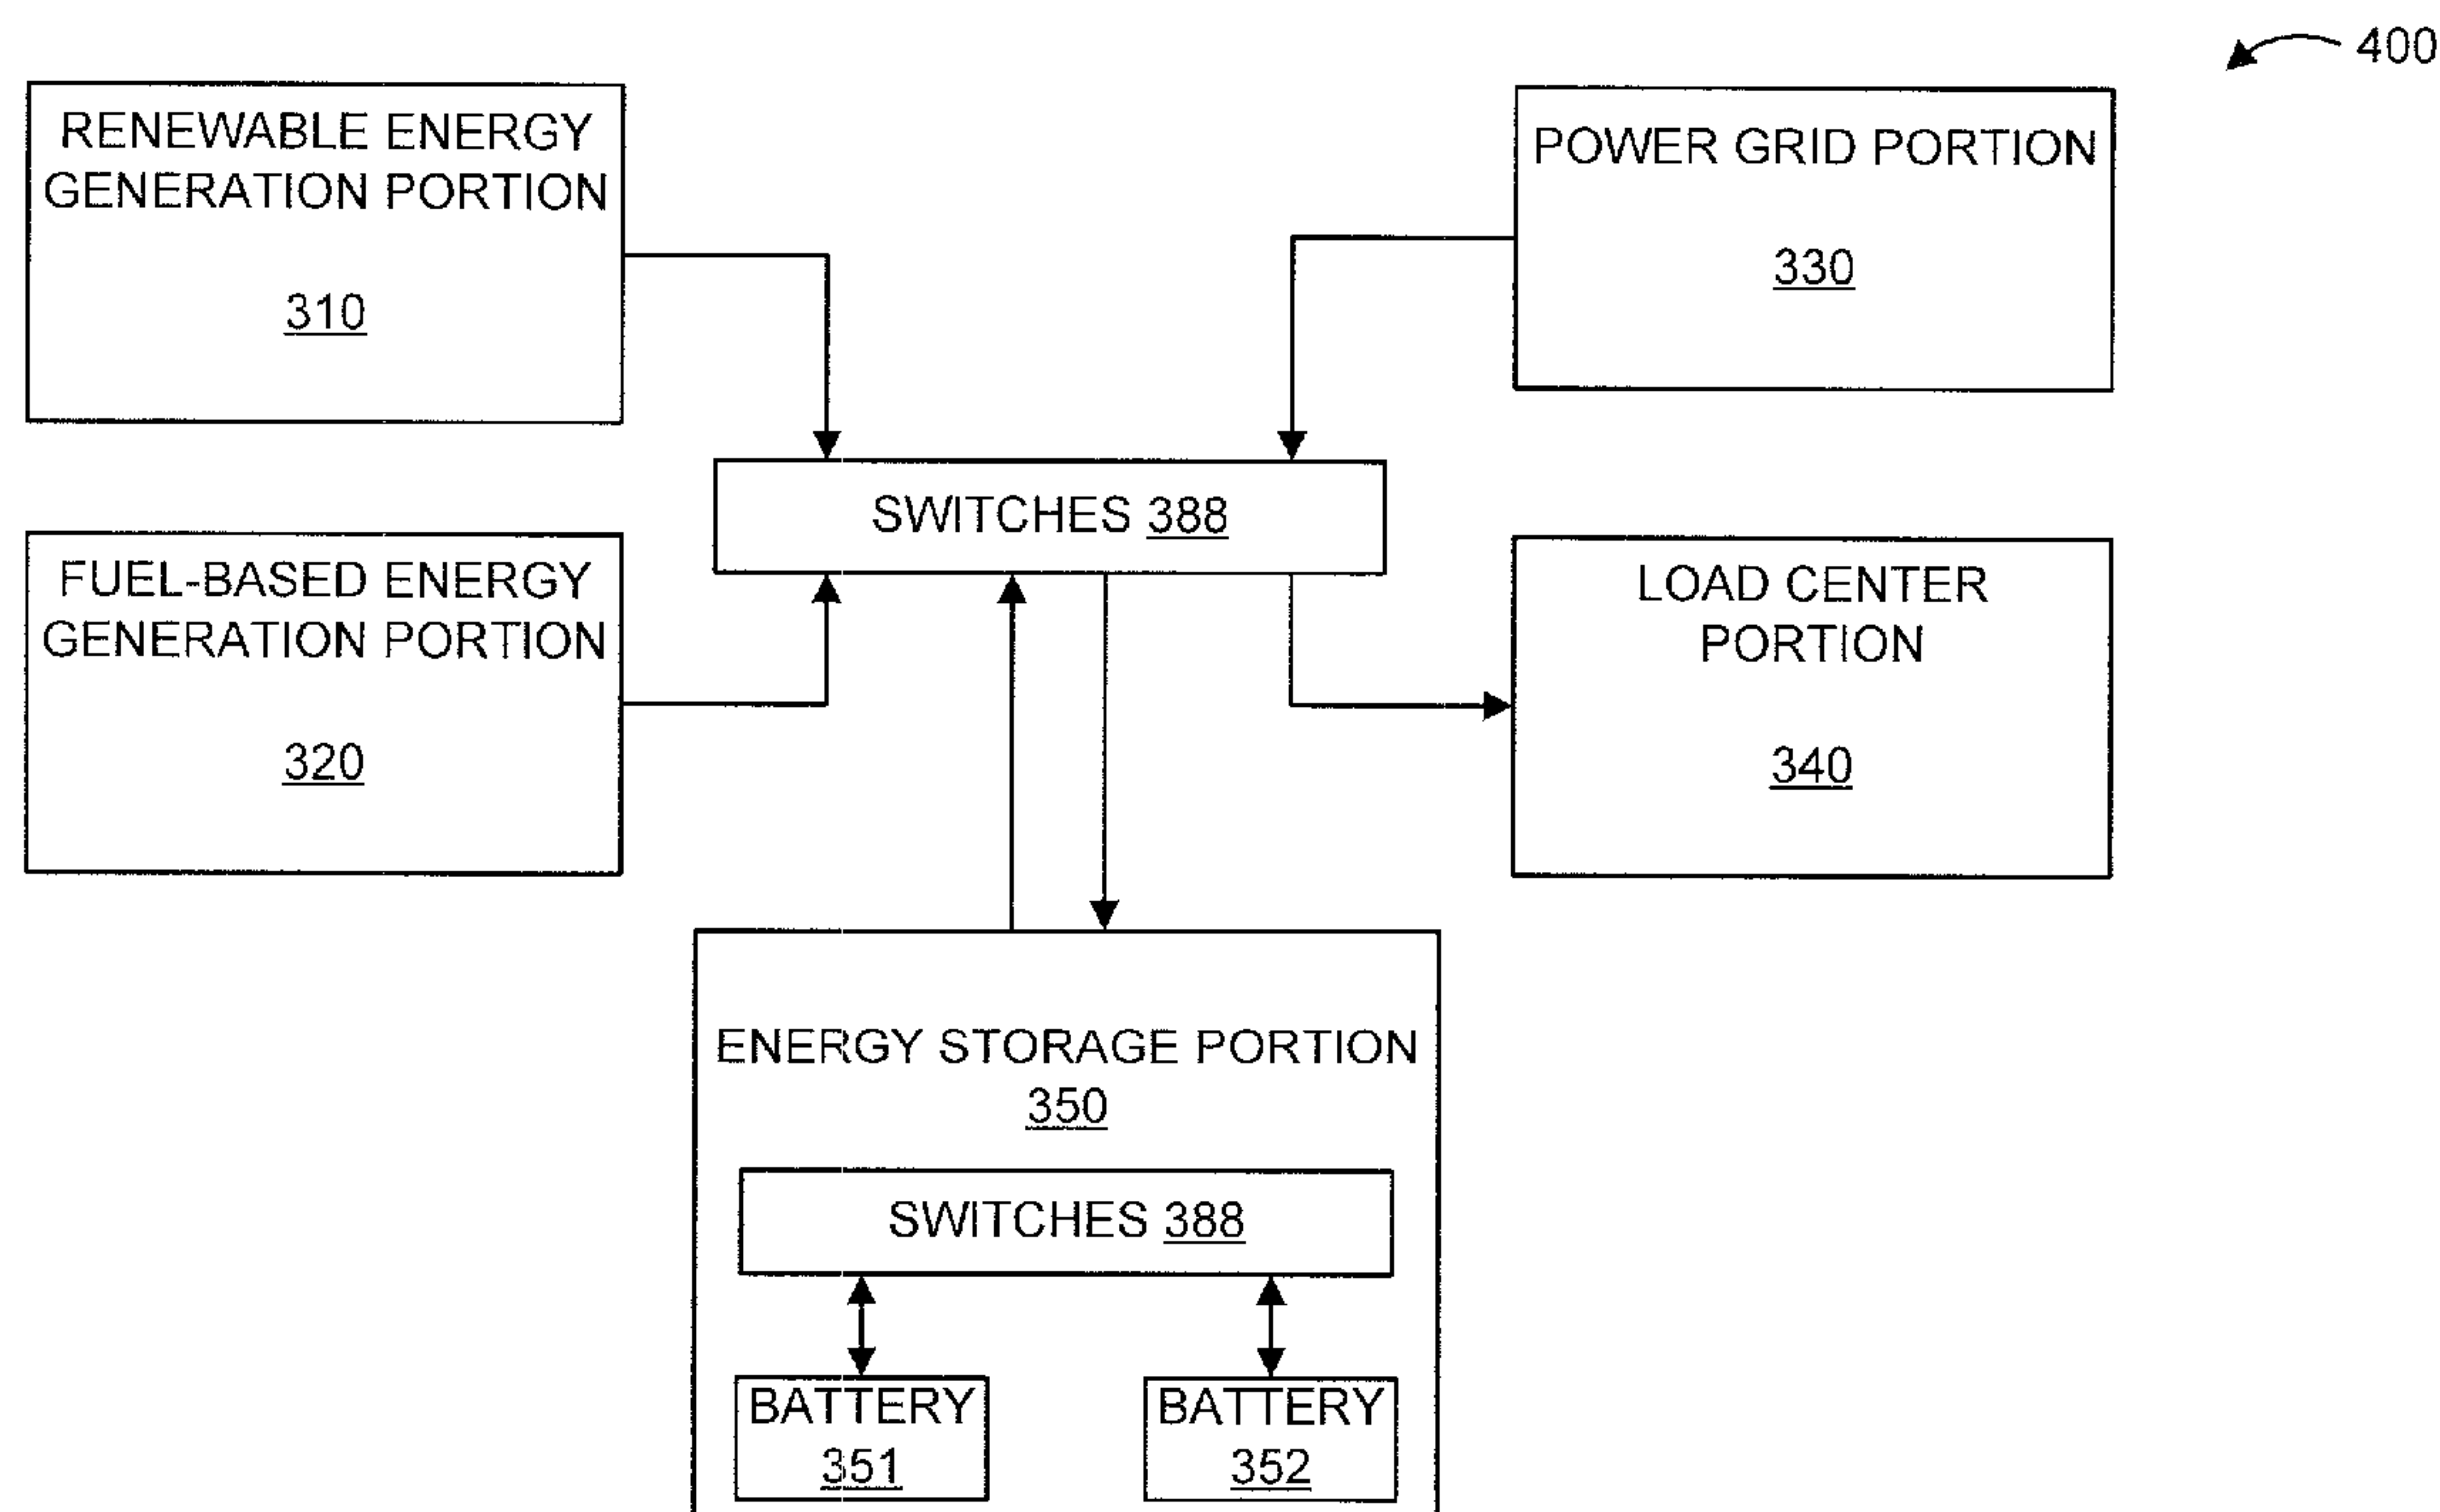 400
RENEWABLE ENERGY
GENERATION PORTION
310
POWER GRID PORTION
330
SWITCHES 388
FUEL-BASED ENERGY
GENERATION PORTION
320
LOAD CENTER
PORTION
340
ENERGY STORAGE PORTION
350
SWITCHES 388
BATTERY
351
BATTERY
352